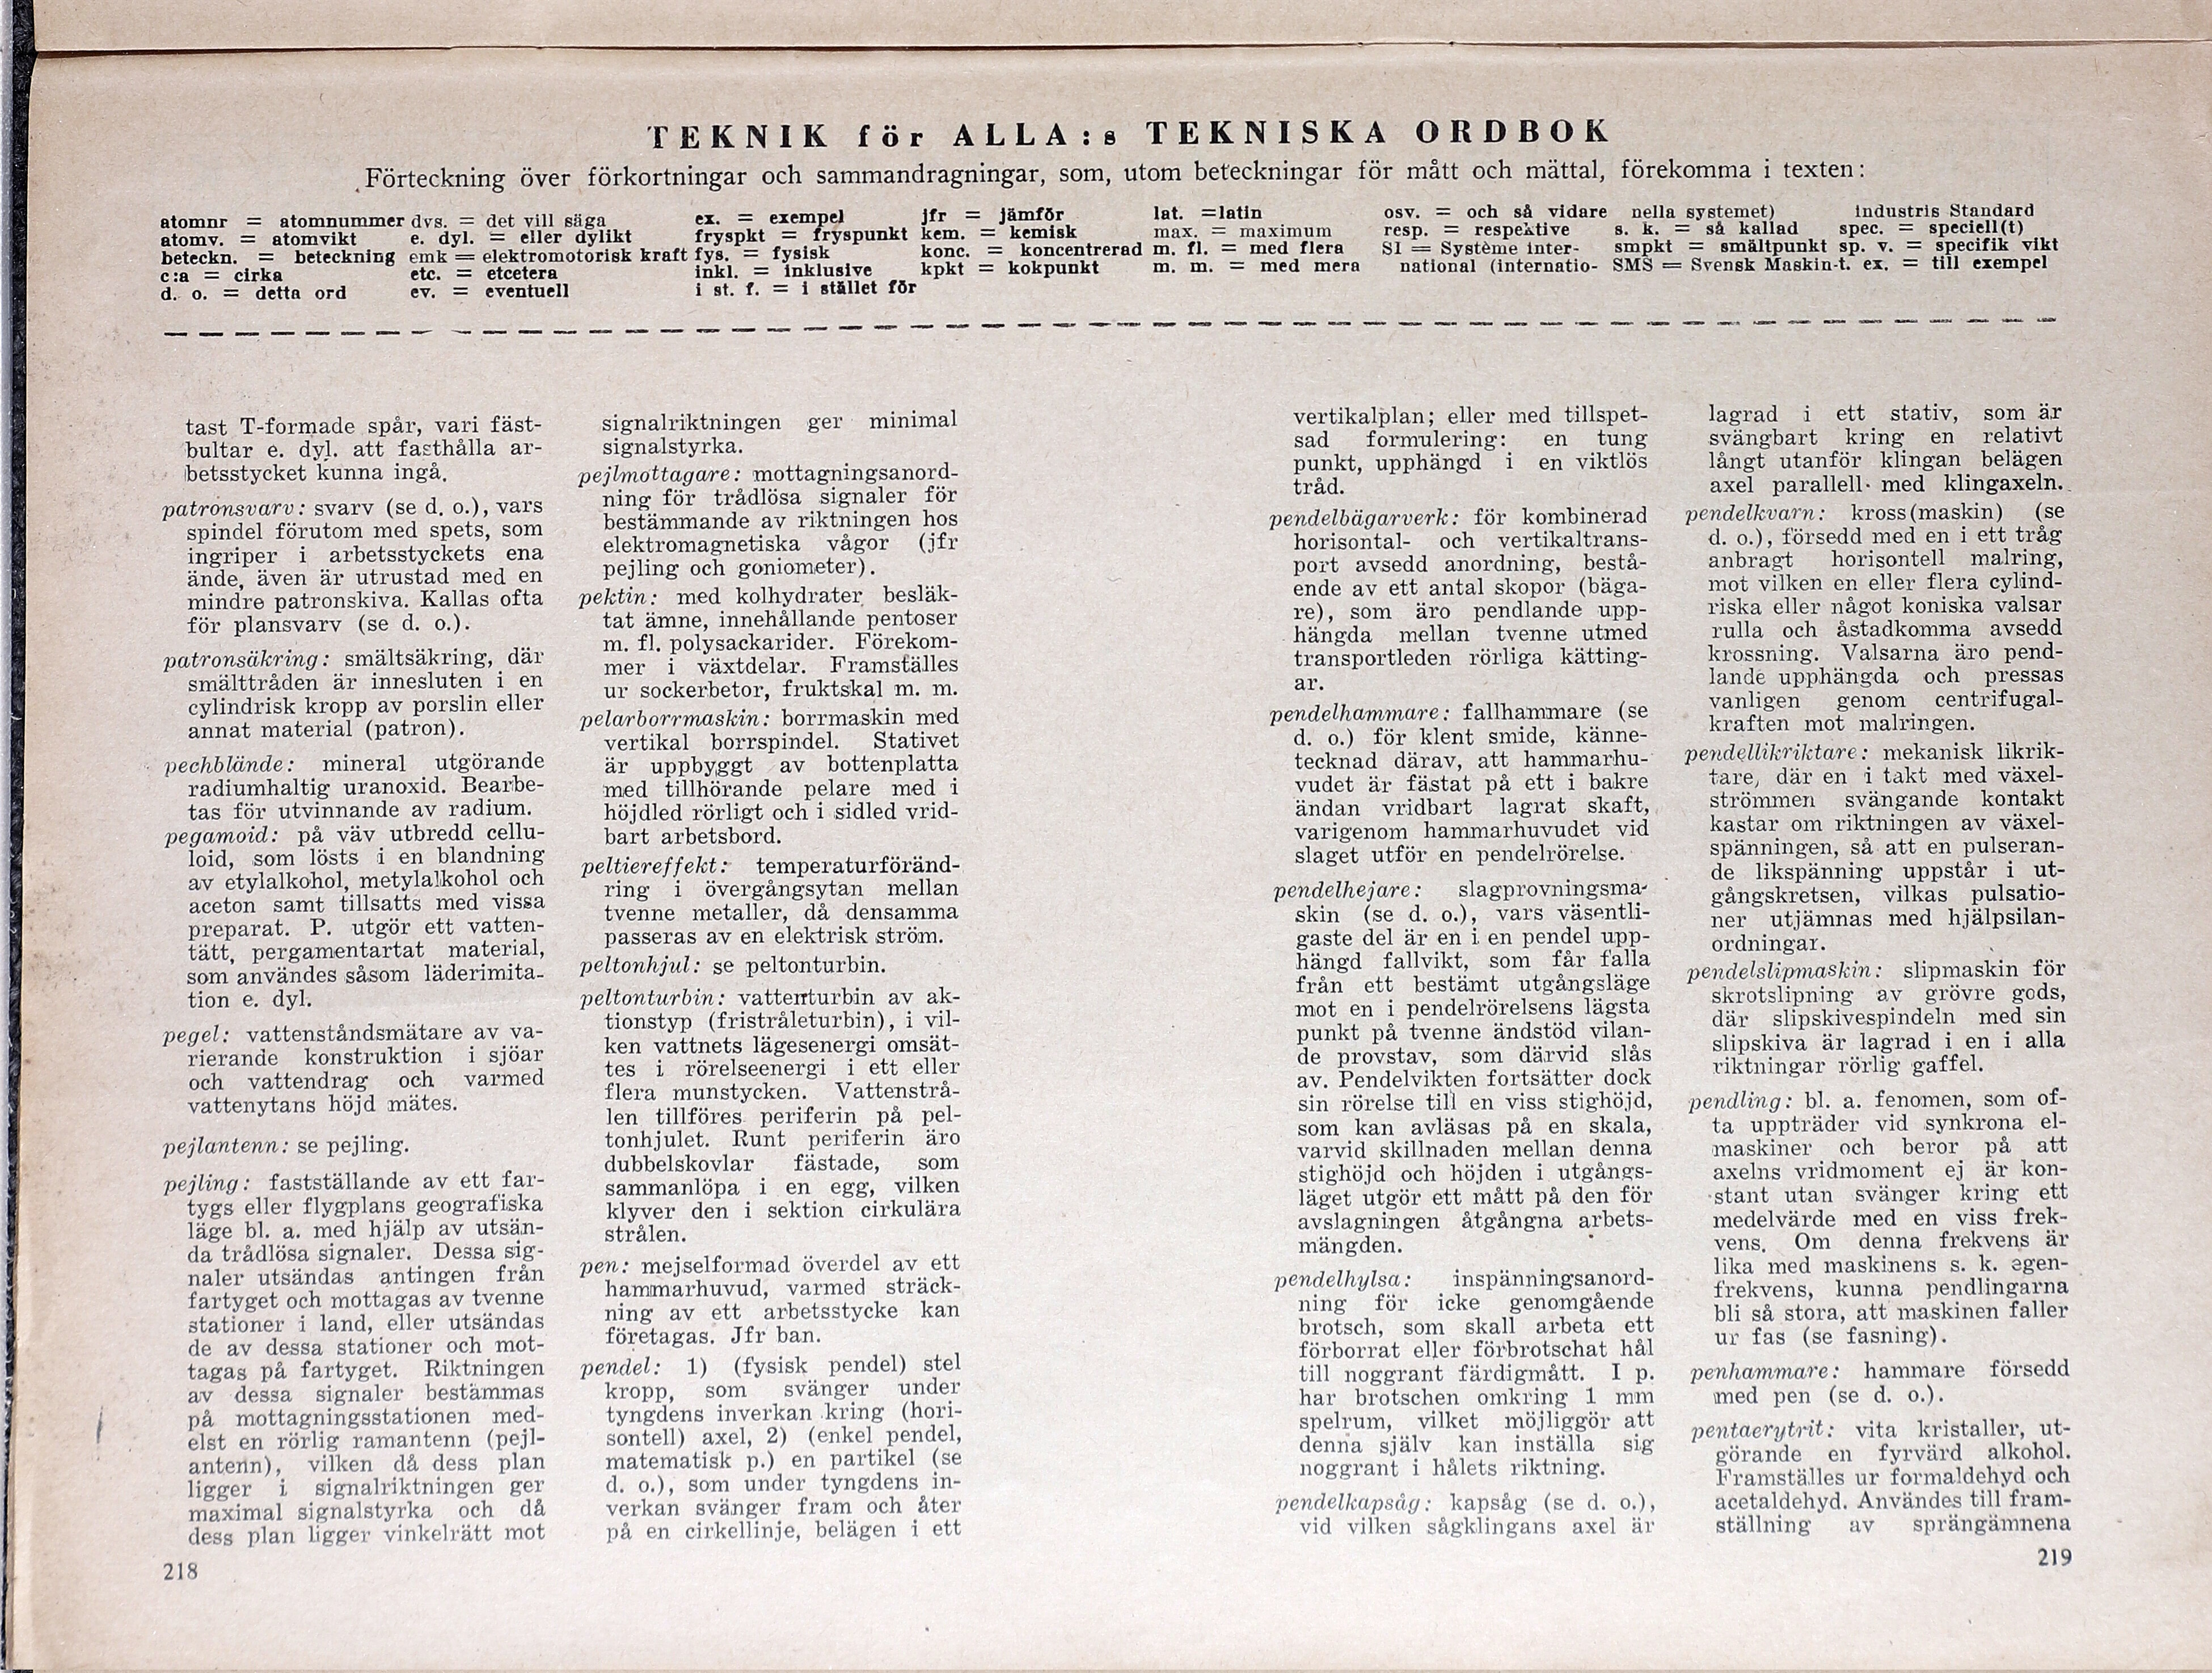 TEKNIK för ALLA:s TEKNISKA ORDBOK
Förteckning över förkortningar och sammandragningar, som, utom beteckningar för mått och mättal, förekomma i texten:
atomnr = atomnummer
atomv. = atomvikt
beteckn. = beteckning
c:a = cirka
d. o. = detta ord
dvs. = det vill säga
e. dyl. = eller dylikt
emk = elektromotorisk kraft
etc. = etcetera
ev. = eventuell
ex. = exempel
fryspkt = fryspunkt
fys. = fysisk
inkl. = inklusive
i st. f. = i stället för
jfr = jämför
kem. = kemisk
konc. = koncentrerad
kpkt = kokpunkt
lat. =latin
max. = maximum
m. fl. = med flera
m. m. = med mera
osv. = och så vidare
resp. = respektive
SI = Système inter-
national (internatio-
nella systemet)
s. k. = så kallad
smpkt = smältpunkt
SMS = Svensk Maskin-
industris Standard
spec. = speciell(t)
sp. v. = specifik vikt
t. ex. = till exempel
tast T-formade spår, vari fäst-
bultar e. dyl. att fasthålla ar-
betsstycket kunna ingå.
patronsvarv: svarv (se d. o.), vars
spindel förutom med spets, som
ingriper i arbetsstyckets ena
ände, även är utrustad med en
mindre patronskiva. Kallas ofta
för plansvarv (se d. o.).
patronsäkring: smältsäkring, där
smälttråden är innesluten i en
cylindrisk kropp av porslin eller
annat material (patron).
pechblände: mineral utgörande
radiumhaltig uranoxid. Bearbe-
tas för utvinnande av radium.
pegamoid: på väv utbredd cellu-
loid, som lösts i en blandning
av etylalkohol, metylalkohol och
aceton samt tillsatts med vissa
preparat. P. utgör ett vatten-
tätt, pergamentartat material,
som användes såsom läderimita-
tion e. dyl.
pegel: vattenståndsmätare av va-
rierande konstruktion i sjöar
och vattendrag och varmed
vattenytans höjd mätes.
pejlantenn: se pejling.
pejling: fastställande av ett far-
tygs eller flygplans geografiska
läge bl. a. med hjälp av utsän-
da trådlösa signaler. Dessa sig-
naler utsändas antingen från
fartyget och mottagas av tvenne
stationer i land, eller utsändas
de av dessa stationer och mot-
tagas på fartyget. Riktningen
av dessa signaler bestämmas
på mottagningsstationen med-
elst en rörlig ramantenn (pejl-
antenn), vilken då dess plan
ligger i signalriktningen ger
maximal signalstyrka och då
dess plan ligger vinkelrätt mot
218
signalriktningen ger minimal
signalstyrka.
pejlmottagare: mottagningsanord-
ning för trådlösa signaler för
bestämmande av riktningen hos
elektromagnetiska vågor (jfr
pejling och goniometer).
pektin: med kolhydrater besläk-
tat ämne, innehållande pentoser
m. fl. polysackarider. Förekom-
mer i växtdelar. Framställes
ur sockerbetor, fruktskal m. m.
pelarborrmaskin: borrmaskin med
vertikal borrspindel. Stativet
är uppbyggt av bottenplatta
med tillhörande pelare med i
höjdled rörligt och i sidled vrid-
bart arbetsbord.
peltiereffekt: temperaturföränd-
ring i övergångsytan mellan
tvenne metaller, då densamma
passeras av en elektrisk ström.
peltonhjul: se peltonturbin.
peltonturbin: vattenturbin av ak-
tionstyp (fristråleturbin), i vil-
ken vattnets lägesenergi omsät-
tes i rörelseenergi i ett eller
flera munstycken. Vattenstrå-
len tillföres periferin på pel-
tonhjulet. Runt periferin äro
dubbelskovlar fästade, som
sammanlöpa i en egg, vilken
klyver den i sektion cirkulära
strålen.
pen: mejselformad överdel av ett
hammarhuvud, varmed sträck-
ning av ett arbetsstycke kan
företagas. Jfr ban.
pendel: 1) (fysisk pendel) stel
kropp, som svänger under
tyngdens inverkan kring (hori-
sontell) axel, 2) (enkel pendel,
matematisk p.) en partikel (se
d. o.), som under tyngdens in-
verkan svänger fram och åter
på en cirkellinje, belägen i ett
vertikalplan; eller med tillspet-
sad formulering: en tung
punkt, upphängd i en viktlös
tråd.
pendelbägarverk: för kombinerad
horisontal- och vertikaltrans-
port avsedd anordning, bestå-
ende av ett antal skopor (bäga-
re), som äro pendlande upp-
hängda mellan tvenne utmed
transportleden rörliga kätting-
ar.
pendelhammare: fallhammare (se
d. o.) för klent smide, känne-
tecknad därav, att hammarhu-
vudet är fästat på ett i bakre
ändan vridbart lagrat skaft,
varigenom hammarhuvudet vid
slaget utför en pendelrörelse.
pendelhejare: slagprovningsma-
skin (se d. o.), vars väsentli-
gaste del är en i en pendel upp-
hängd fallvikt, som får falla
från ett bestämt utgångsläge
mot en i pendelrörelsens lägsta
punkt på tvenne ändstöd vilan-
de provstav, som därvid slås
av. Pendelvikten fortsätter dock
sin rörelse till en viss stighöjd,
som kan avläsas på en skala,
varvid skillnaden mellan denna
stighöjd och höjden i utgångs-
läget utgör ett mått på den för
avslagningen åtgångna arbets-
mängden.
pendelhylsa: inspänningsanord-
ning för icke genomgående
brotsch, som skall arbeta ett
förborrat eller förbrotschat hål
till noggrant färdigmått. I p.
har brotschen omkring 1 mm
spelrum, vilket möjliggör att
denna själv kan inställa sig
noggrant i hålets riktning.
pendelkapsåg: kapsåg (se d. o.),
vid vilken sågklingans axel är
lagrad i ett stativ, som är
svängbart kring en relativt
långt utanför klingan belägen
axel parallell med klingaxeln.
pendelkvarn: kross(maskin) (se
d. o.), försedd med en i ett tråg
anbragt horisontell malring,
mot vilken en eller flera cylind-
riska eller något koniska valsar
rulla och åstadkomma avsedd
krossning. Valsarna äro pend-
lande upphängda och pressas
vanligen genom centrifugal-
kraften mot malringen.
pendellikriktare: mekanisk likrik-
tare, där en i takt med växel-
strömmen svängande kontakt
kastar om riktningen av växel-
spänningen, så att en pulseran-
de likspänning uppstår i ut-
gångskretsen, vilkas pulsatio-
ner utjämnas med hjälpsilan-
ordningar.
pendelslipmaskin: slipmaskin för
skrotslipning av grövre gods,
där slipskivespindeln med sin
slipskiva är lagrad i en i alla
riktningar rörlig gaffel.
pendling: bl. a. fenomen, som of-
ta uppträder vid synkrona el-
maskiner och beror på att
axelns vridmoment ej är kon-
stant utan svänger kring ett
medelvärde med en viss frek-
vens. Om denna frekvens är
lika med maskinens s. k. egen-
frekvens, kunna pendlingarna
bli så stora, att maskinen faller
ur fas (se fasning).
penhammare: hammare försedd
med pen (se d. o.).
pentaerytrit: vita kristaller, ut-
görande en fyrvärd alkohol.
Framställes ur formaldehyd och
acetaldehyd. Användes till fram-
ställning av sprängämnena
219